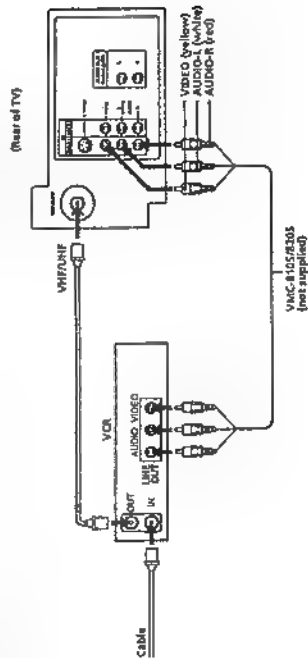 (Rear of TV)
VHF/UHF
VIDEO (yellow)
AUDIO-L (white)
AUDIO-R (red)
VMC-810S/820S
(not supplied)
VCR
AUDIO VIDEO
LINE
OUT
OUT
IN
Cable